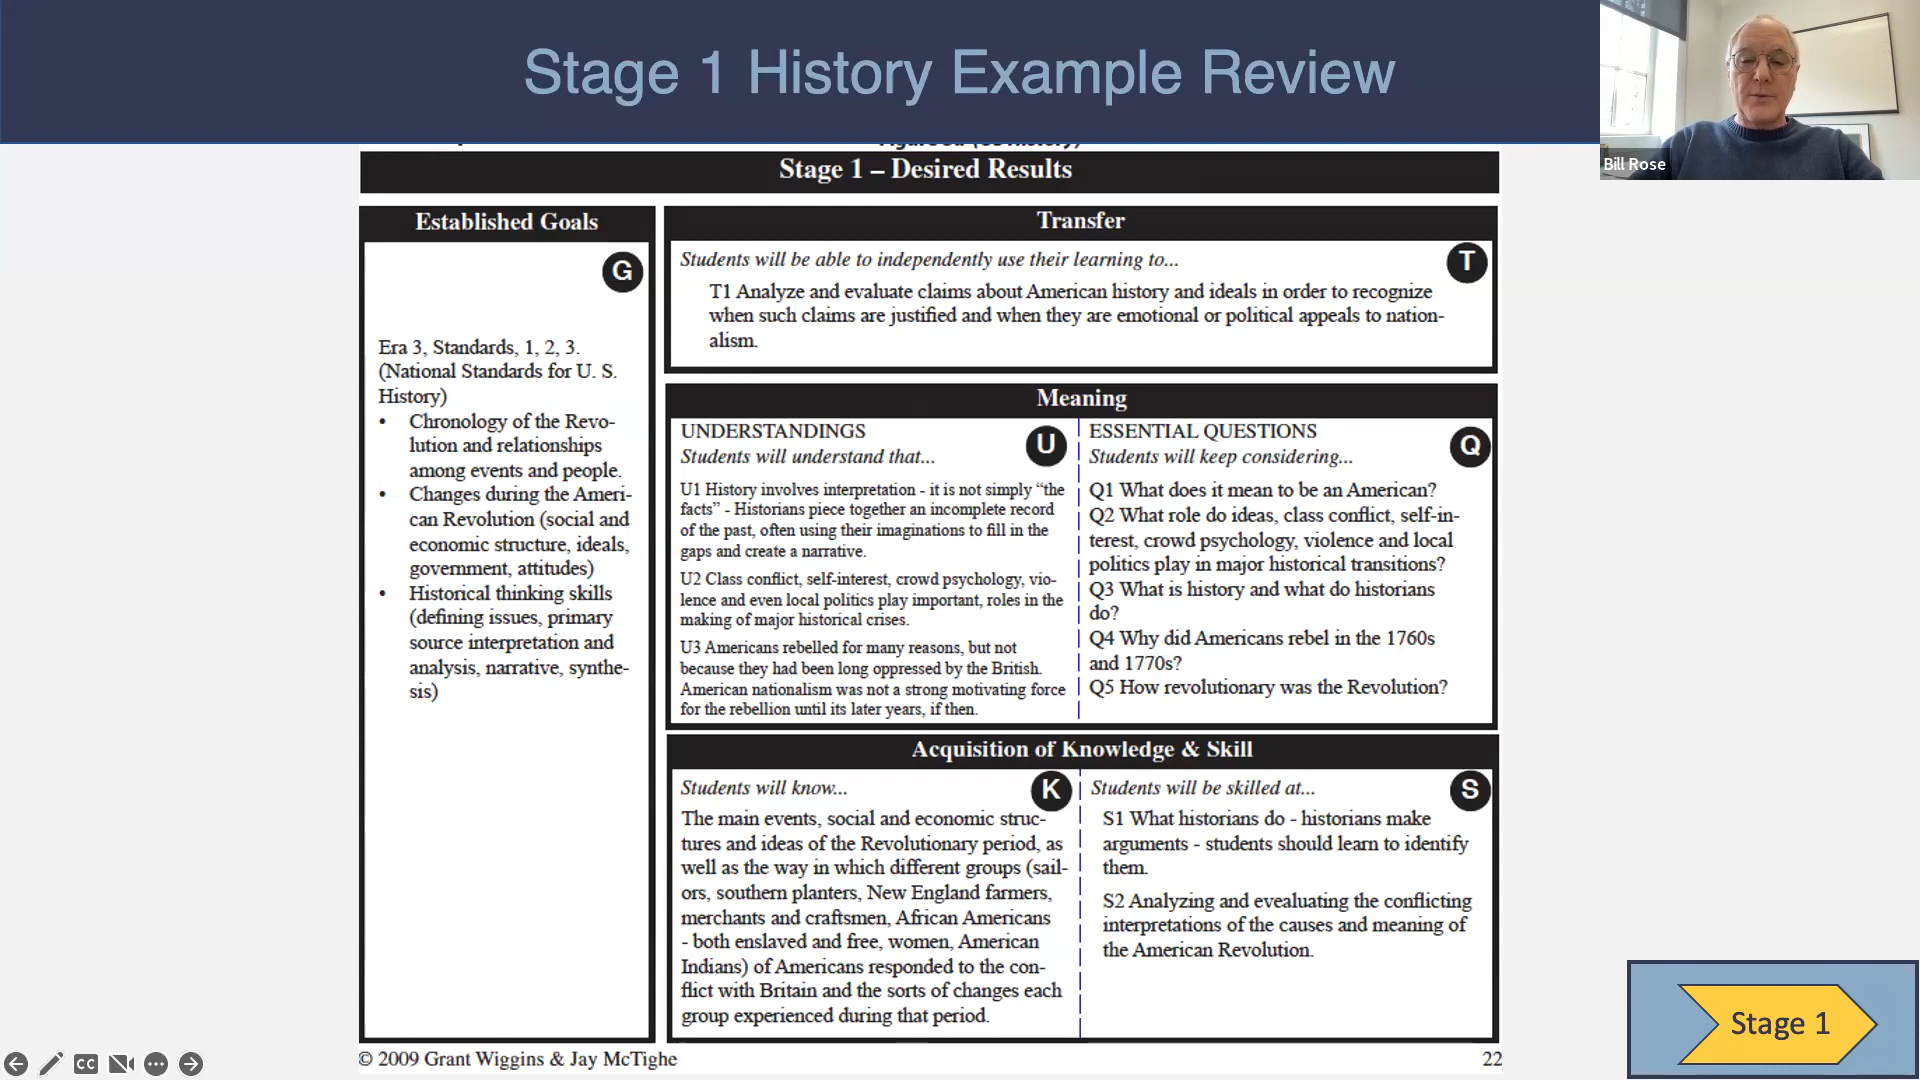 Stage 1 History Example Review
Bill Rose
Stage 1 – Desired Results
Established Goals
G
Era 3, Standards, 1, 2, 3.
(National Standards for U. S.
History)
• Chronology of the Revo-
lution and relationships
among events and people.
• Changes during the Ameri-
can Revolution (social and
economic structure, ideals,
government, attitudes)
• Historical thinking skills
(defining issues, primary
source interpretation and
analysis, narrative, synthe-
sis)
Transfer
Students will be able to independently use their learning to...
T
T1 Analyze and evaluate claims about American history and ideals in order to recognize
when such claims are justified and when they are emotional or political appeals to nation-
alism.
Meaning
UNDERSTANDINGS
U
Students will understand that...
U1 History involves interpretation - it is not simply “the
facts” - Historians piece together an incomplete record
of the past, often using their imaginations to fill in the
gaps and create a narrative.
U2 Class conflict, self-interest, crowd psychology, vio-
lence and even local politics play important, roles in the
making of major historical crises.
U3 Americans rebelled for many reasons, but not
because they had been long oppressed by the British.
American nationalism was not a strong motivating force
for the rebellion until its later years, if then.
ESSENTIAL QUESTIONS
Q
Students will keep considering...
Q1 What does it mean to be an American?
Q2 What role do ideas, class conflict, self-in-
terest, crowd psychology, violence and local
politics play in major historical transitions?
Q3 What is history and what do historians
do?
Q4 Why did Americans rebel in the 1760s
and 1770s?
Q5 How revolutionary was the Revolution?
Acquisition of Knowledge & Skill
Students will know...
K
The main events, social and economic struc-
tures and ideas of the Revolutionary period, as
well as the way in which different groups (sail-
ors, southern planters, New England farmers,
merchants and craftsmen, African Americans
- both enslaved and free, women, American
Indians) of Americans responded to the con-
flict with Britain and the sorts of changes each
group experienced during that period.
Students will be skilled at...
S
S1 What historians do - historians make
arguments - students should learn to identify
them.
S2 Analyzing and evealuating the conflicting
interpretations of the causes and meaning of
the American Revolution.
© 2009 Grant Wiggins & Jay McTighe
22
Stage 1
CC